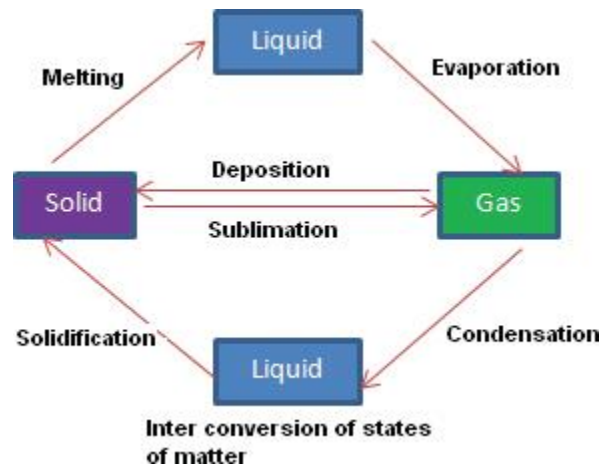 Liquid
Melting
Evaporation
Deposition
Solid
Gas
Sublimation
Solidification
Condensation
Liquid
Inter conversion of states
of matter